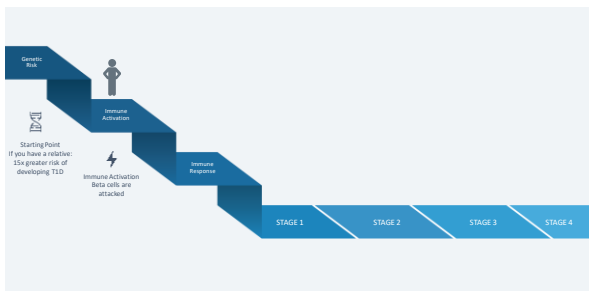 Genetic
Risk
Immune
Activation
Starting Point
If you have a relative:
15x greater risk of
developing T1D
Immune Activation
Beta cells are
attacked
Immune
Response
STAGE 1
STAGE 2
STAGE 3
STAGE 4